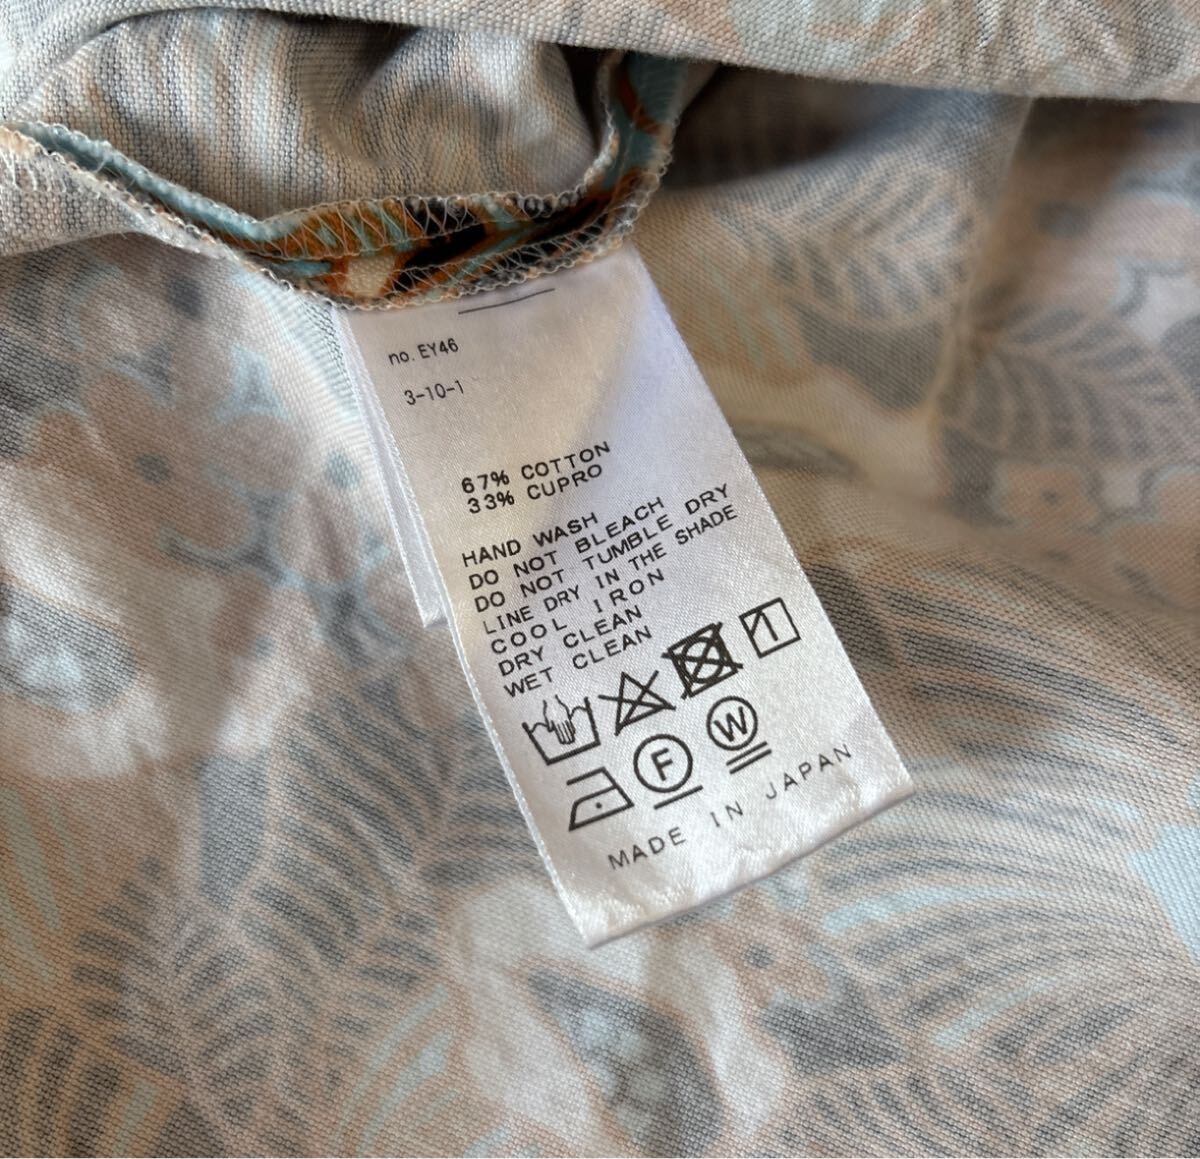 no. EY46
3-10-1
67% COTTON
33% CUPRO
HAND WASH
DO NOT BLEACH
DO NOT TUMBLE DRY
LINE DRY IN THE SHADE
COOL IRON
DRY CLEAN
WET CLEAN
F W
MADE IN JAPAN